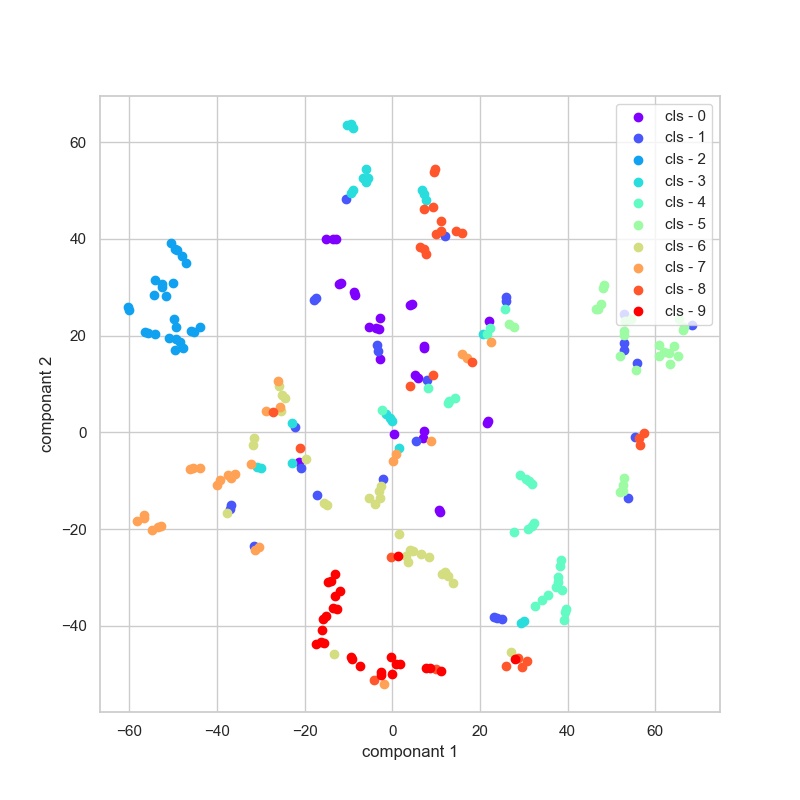 cls - 0
cls - 1
cls - 2
cls - 3
cls - 4
cls - 5
cls - 6
cls - 7
cls - 8
cls - 9
componant 2
60
40
20
0
−20
−40
−60 −40 −20 0 20 40 60
componant 1